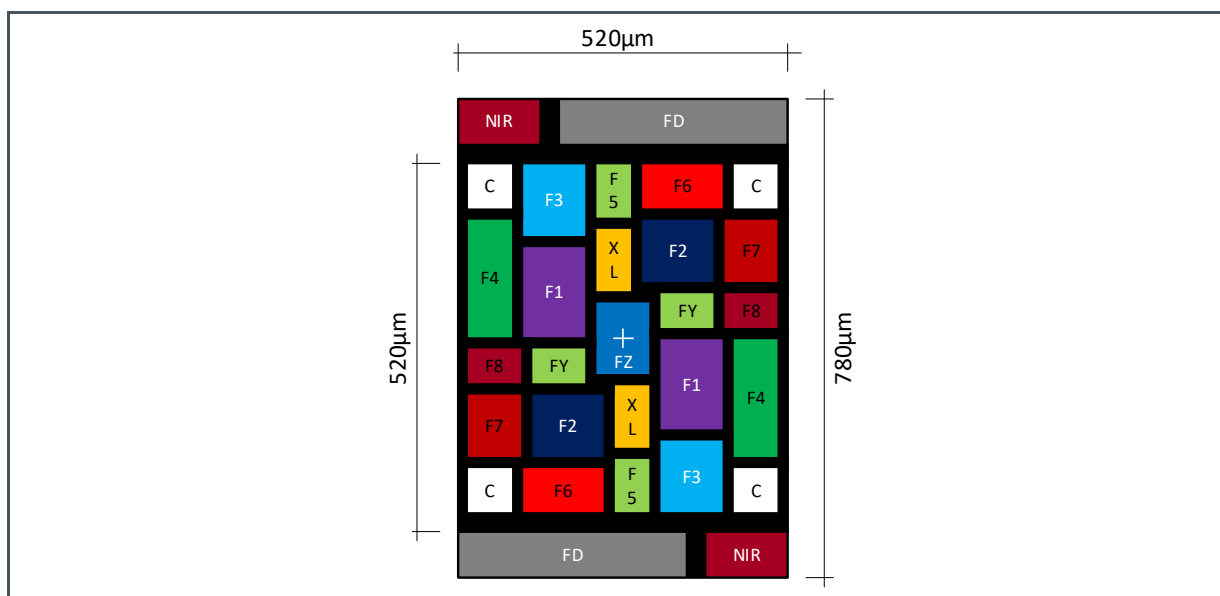 520µm
NIR FD
C F3 F 5 F6 C
F4 F1 X L F2 F7
FY F8
520µm FZ 780µm
F8 FY F1 F4
F7 F2 X L
C F6 F 5 F3 C
FD NIR